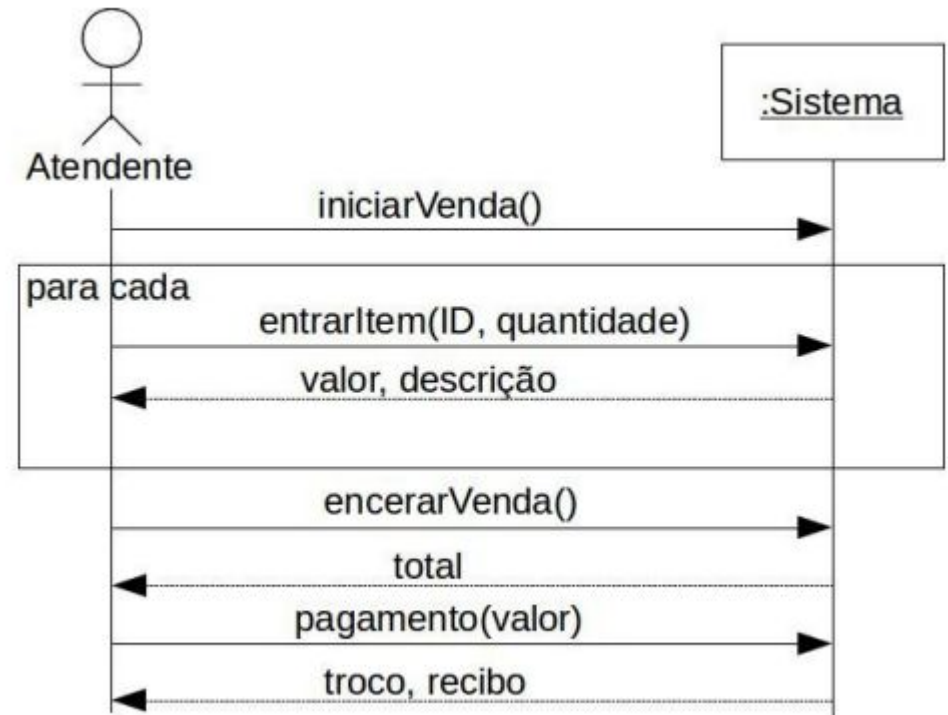 Atendente
:Sistema
iniciarVenda()
para cada
entrarItem(ID, quantidade)
valor, descrição
encerarVenda()
total
pagamento(valor)
troco, recibo